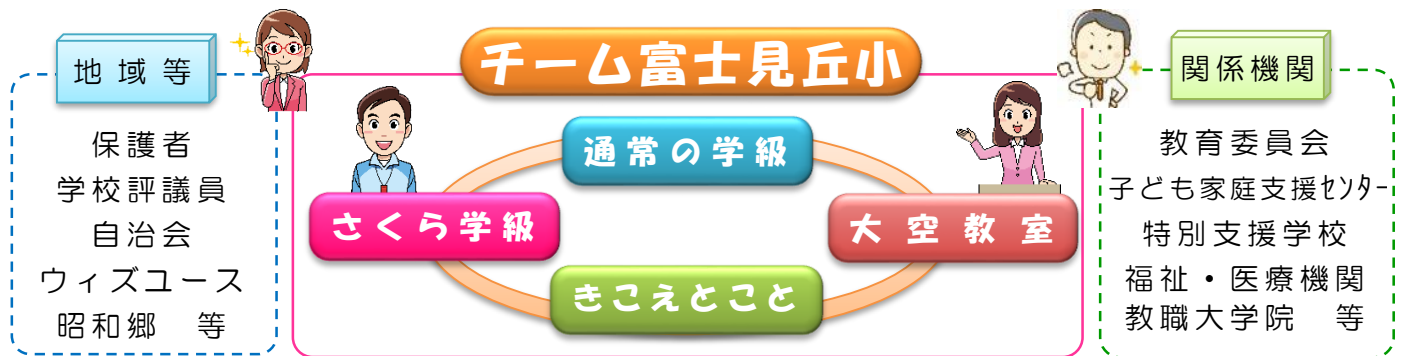 チーム富士見丘小
地域等
保護者
学校評議員
自治会
ウィズユース
昭和郷　等
通常の学級
さくら学級
大空教室
きこえとことば
関係機関
教育委員会
子ども家庭支援ｾﾝﾀｰ
特別支援学校
福祉・医療機関
教職大学院　等